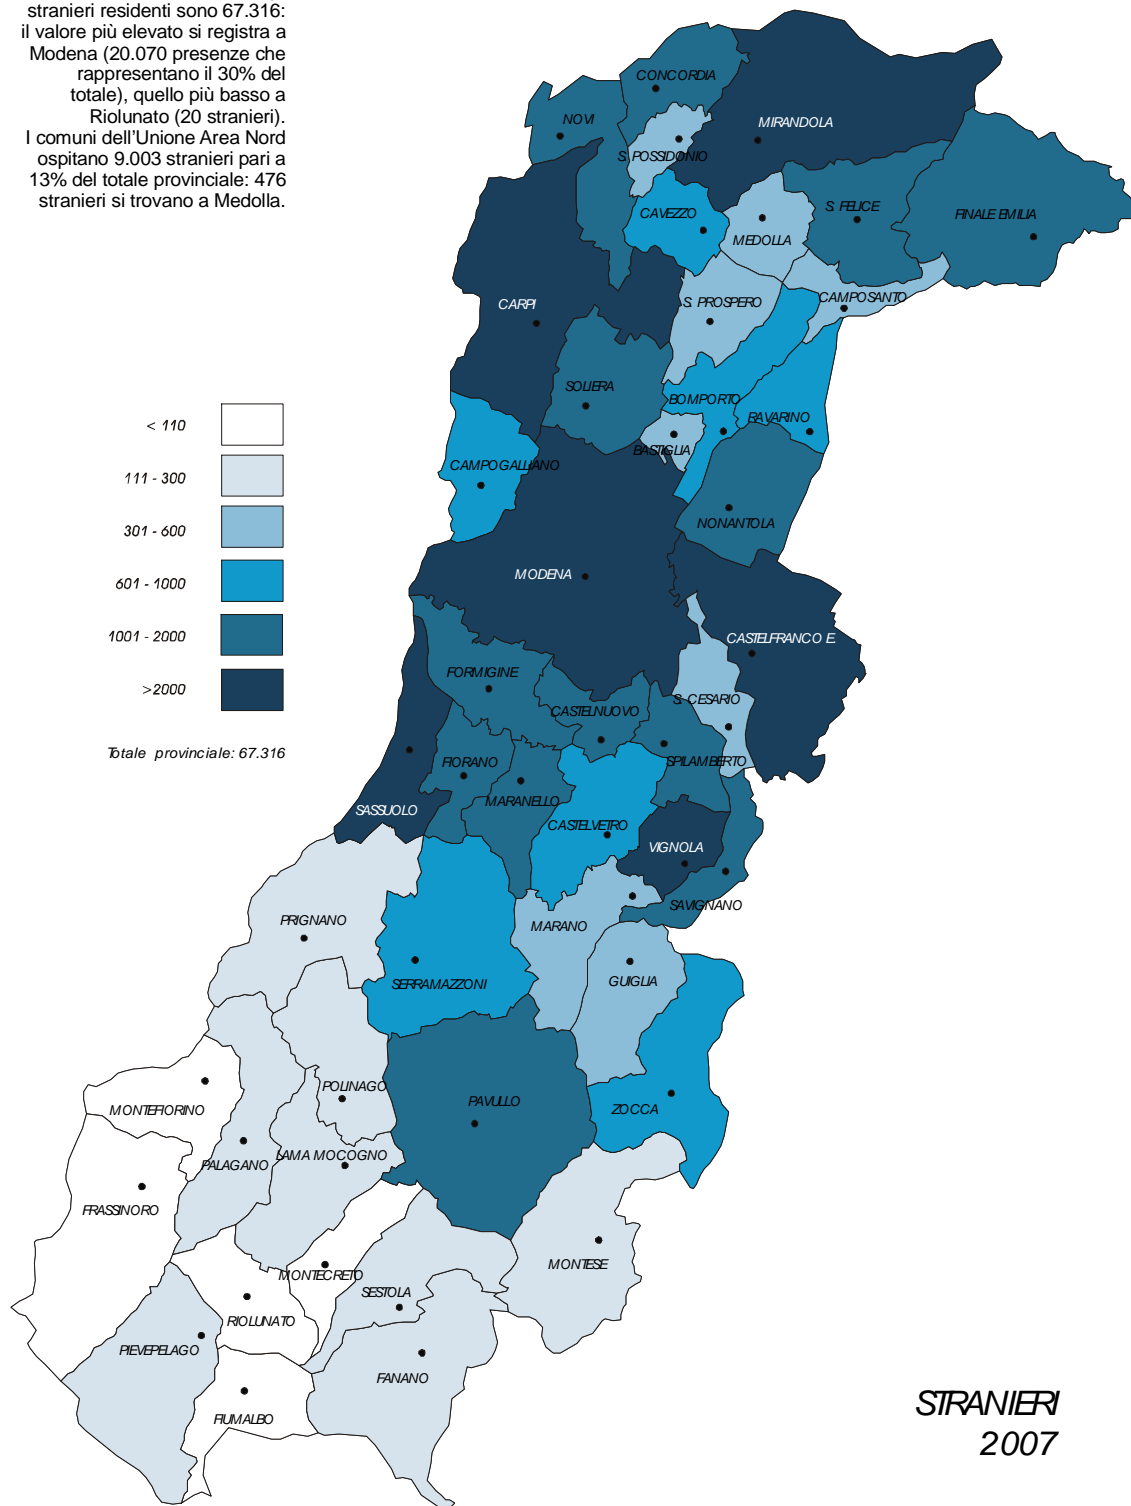 stranieri residenti sono 67.316:
il valore più elevato si registra a
Modena (20.070 presenze che
rappresentano il 30% del
totale), quello più basso a
Riolunato (20 stranieri).
I comuni dell'Unione Area Nord
ospitano 9.003 stranieri pari a
13% del totale provinciale: 476
stranieri si trovano a Medolla.
CONCORDIA
NOVI
MIRANDOLA
S. POSSIDONIO
CAVEZZO
S. FELICE
FINALE EMILIA
MEDOLLA
CARPI
S. PROSPERO
CAMPOSANTO
SOLIERA
BOMPORTO
RAVARINO
BASTIGLIA
CAMPOGALLIANO
NONANTOLA
MODENA
CASTELFRANCO E.
FORMIGINE
S. CESARIO
CASTELNUOVO
FIORANO
SPILAMBERTO
MARANELLO
SASSUOLO
CASTELVETRO
VIGNOLA
SAVIGNANO
PRIGNANO
MARANO
SERRAMAZZONI
GUIGLIA
POLINAGO
MONTEFIORINO
PAVULLO
ZOCCA
LAMA MOCOGNO
PALAGANO
FRASSINORO
MONTESE
MONTECRETO
SESTOLA
RIOLUNATO
PIEVEPELAGO
FANANO
FIUMALBO
< 110
111 - 300
301 - 600
601 - 1000
1001 - 2000
>2000
Totale provinciale: 67.316
STRANIERI
2007